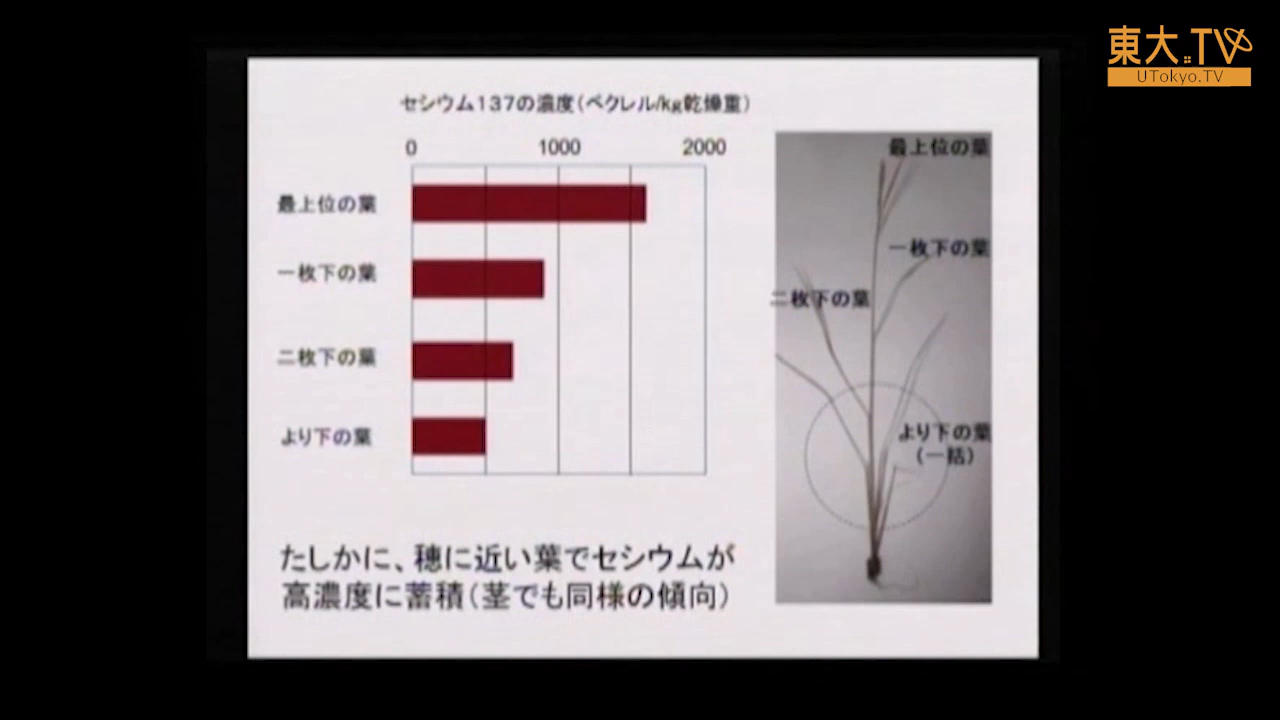 東大.TV
UTokyo.TV
セシウム137の濃度（ベクレル/kg乾燥重）
0 1000 2000
最上位の葉
一枚下の葉
二枚下の葉
より下の葉
最上位の葉
一枚下の葉
二枚下の葉
より下の葉
（一括）
たしかに、穂に近い葉でセシウムが
高濃度に蓄積（茎でも同様の傾向）